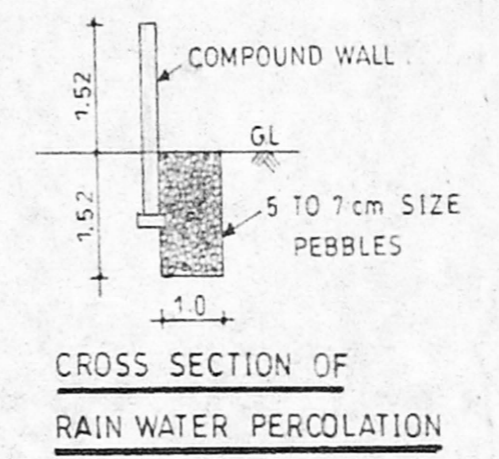 1.52
COMPOUND WALL
G.L
1.52
5 TO 7 cm SIZE
PEBBLES
1.0
CROSS SECTION OF
RAIN WATER PERCOLATION